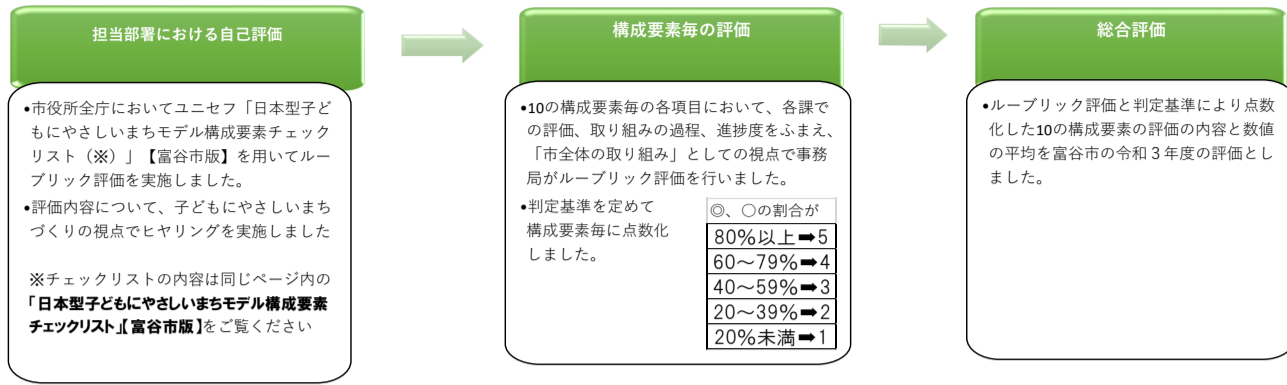 担当部署における自己評価
•市役所全庁においてユニセフ「日本型子ど
もにやさしいまちモデル構成要素チェック
リスト（※）」【富谷市版】を用いてルー
ブリック評価を実施しました。
•評価内容について、子どもにやさしいまち
づくりの視点でヒヤリングを実施しました
※チェックリストの内容は同じページ内の
「日本型子どもにやさしいまちモデル構成要素
チェックリスト」【富谷市版】をご覧ください
構成要素毎の評価
•10の構成要素毎の各項目において、各課で
の評価、取り組みの過程、進捗度をふまえ、
「市全体の取り組み」としての視点で事務
局がルーブリック評価を行いました。
•判定基準を定めて
構成要素毎に点数化
しました。
◎、○の割合が
80%以上➡5
60～79%➡4
40～59%➡3
20～39%➡2
20%未満➡1
総合評価
•ルーブリック評価と判定基準により点数
化した10の構成要素の評価の内容と数値
の平均を富谷市の令和３年度の評価とし
ました。